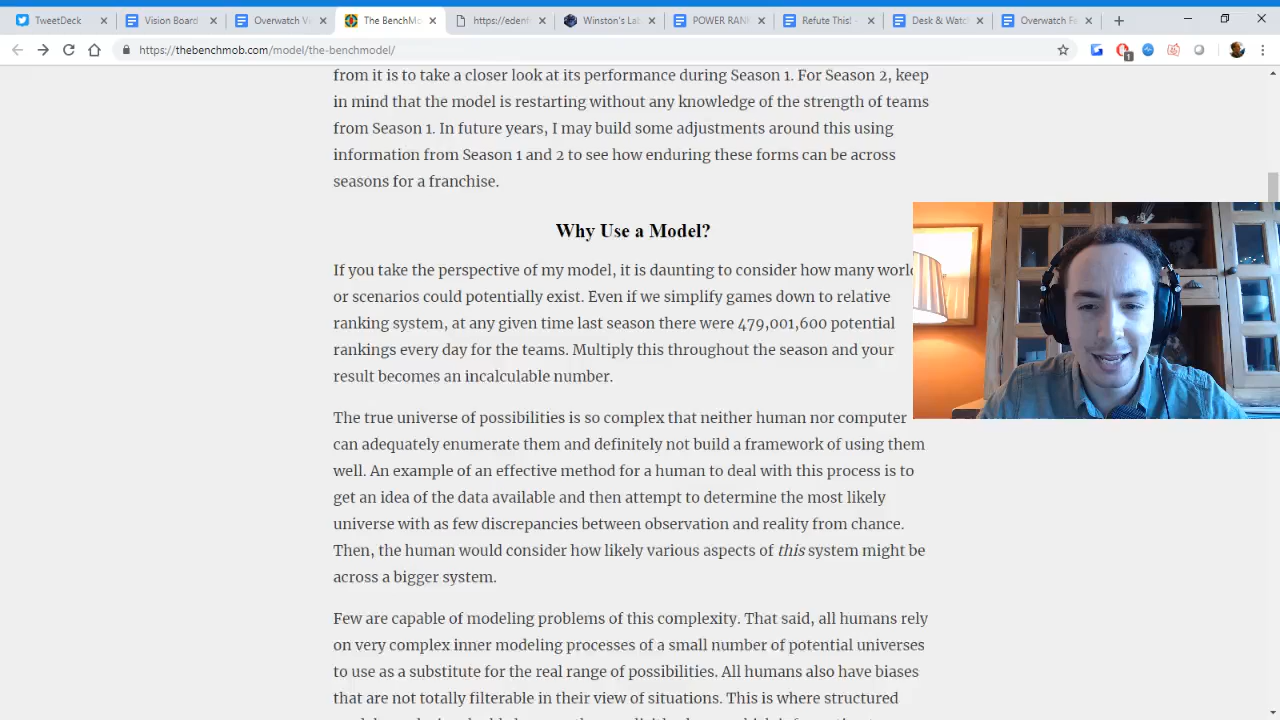 TweetDeck
Vision Board
Overwatch V
The BenchMo
https://edenf
Winston's La
POWER RAN
Refute This! -
Desk & Watc
Overwatch F
https://thebenchmob.com/model/the-benchmodel/
1
from it is to take a closer look at its performance during Season 1. For Season 2, keep
in mind that the model is restarting without any knowledge of the strength of teams
from Season 1. In future years, I may build some adjustments around this using
information from Season 1 and 2 to see how enduring these forms can be across
seasons for a franchise.
Why Use a Model?
If you take the perspective of my model, it is daunting to consider how many world
or scenarios could potentially exist. Even if we simplify games down to relative
ranking system, at any given time last season there were 479,001,600 potential
rankings every day for the teams. Multiply this throughout the season and your
result becomes an incalculable number.
The true universe of possibilities is so complex that neither human nor computer
can adequately enumerate them and definitely not build a framework of using them
well. An example of an effective method for a human to deal with this process is to
get an idea of the data available and then attempt to determine the most likely
universe with as few discrepancies between observation and reality from chance.
Then, the human would consider how likely various aspects of this system might be
across a bigger system.
Few are capable of modeling problems of this complexity. That said, all humans rely
on very complex inner modeling processes of a small number of potential universes
to use as a substitute for the real range of possibilities. All humans also have biases
that are not totally filterable in their view of situations. This is where structured